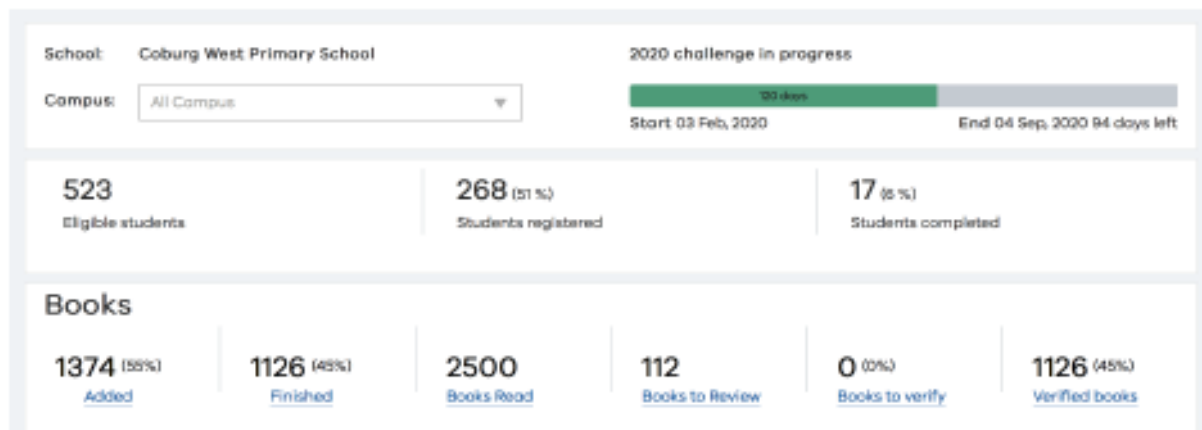 School: Coburg West Primary School
2020 challenge in progress
Campus: All Campus
120 days
Start 03 Feb, 2020
End 04 Sep, 2020 94 days left
523
Eligible students
268 (51 %)
Students registered
17 (6 %)
Students completed
Books
1374 (55%)
Added
1126 (45%)
Finished
2500
Books Read
112
Books to Review
0 (0%)
Books to verify
1126 (45%)
Verified books